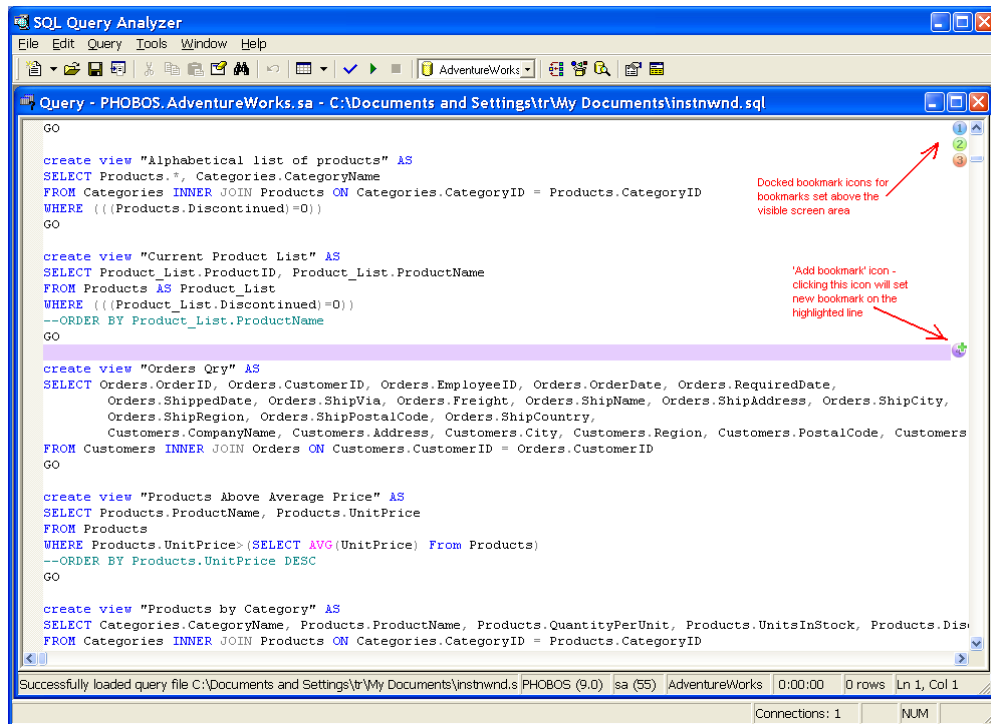 SQL Query Analyzer
File Edit Query Tools Window Help
AdventureWorks
Query - PHOBOS.AdventureWorks.sa - C:\Documents and Settings\tr\My Documents\instnwnd.sql
GO
1
2
3
create view "Alphabetical list of products" AS
SELECT Products.*, Categories.CategoryName
FROM Categories INNER JOIN Products ON Categories.CategoryID = Products.CategoryID
WHERE (((Products.Discontinued)=0))
GO
Docked bookmark icons for
bookmarks set above the
visible screen area
create view "Current Product List" AS
SELECT Product_List.ProductID, Product_List.ProductName
FROM Products AS Product_List
WHERE (((Product_List.Discontinued)=0))
--ORDER BY Product_List.ProductName
GO
'Add bookmark' icon -
clicking this icon will set
new bookmark on the
highlighted line
create view "Orders Qry" AS
SELECT Orders.OrderID, Orders.CustomerID, Orders.EmployeeID, Orders.OrderDate, Orders.RequiredDate,
Orders.ShippedDate, Orders.ShipVia, Orders.Freight, Orders.ShipName, Orders.ShipAddress, Orders.ShipCity,
Orders.ShipRegion, Orders.ShipPostalCode, Orders.ShipCountry,
Customers.CompanyName, Customers.Address, Customers.City, Customers.Region, Customers.PostalCode, Customers
FROM Customers INNER JOIN Orders ON Customers.CustomerID = Orders.CustomerID
GO
create view "Products Above Average Price" AS
SELECT Products.ProductName, Products.UnitPrice
FROM Products
WHERE Products.UnitPrice>(SELECT AVG(UnitPrice) From Products)
--ORDER BY Products.UnitPrice DESC
GO
create view "Products by Category" AS
SELECT Categories.CategoryName, Products.ProductName, Products.QuantityPerUnit, Products.UnitsInStock, Products.Dis
FROM Categories INNER JOIN Products ON Categories.CategoryID = Products.CategoryID
Successfully loaded query file C:\Documents and Settings\tr\My Documents\instnwnd.s PHOBOS (9.0) sa (55) AdventureWorks 0:00:00 0 rows Ln 1, Col 1
Connections: 1 NUM